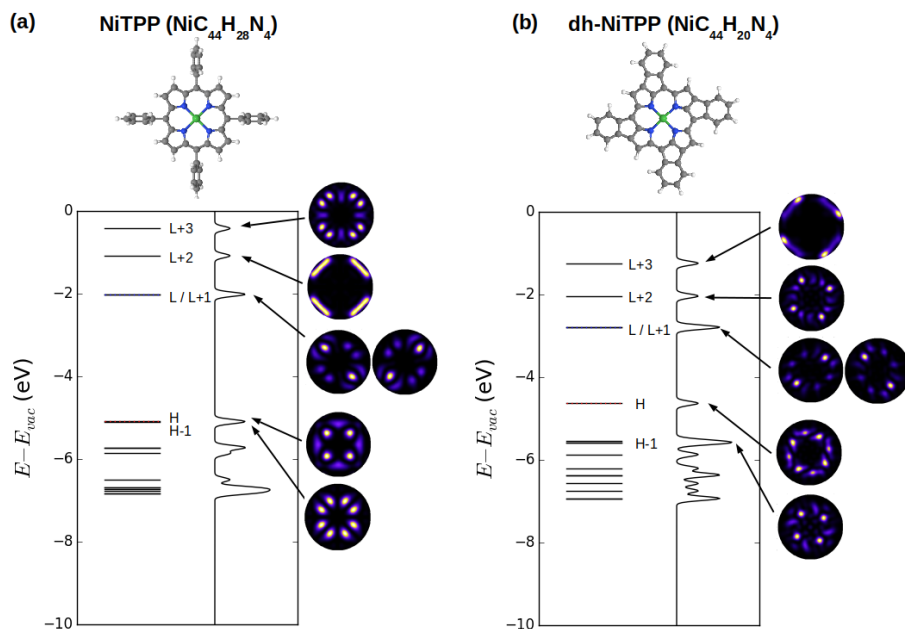 (a) NiTPP (NiC44H28N4)
0
−2
−4
−6
−8
−10
E−Evac (eV)
L+3
L+2
L / L+1
H
H-1
(b) dh-NiTPP (NiC44H20N4)
0
−2
−4
−6
−8
−10
E−Evac (eV)
L+3
L+2
L / L+1
H
H-1